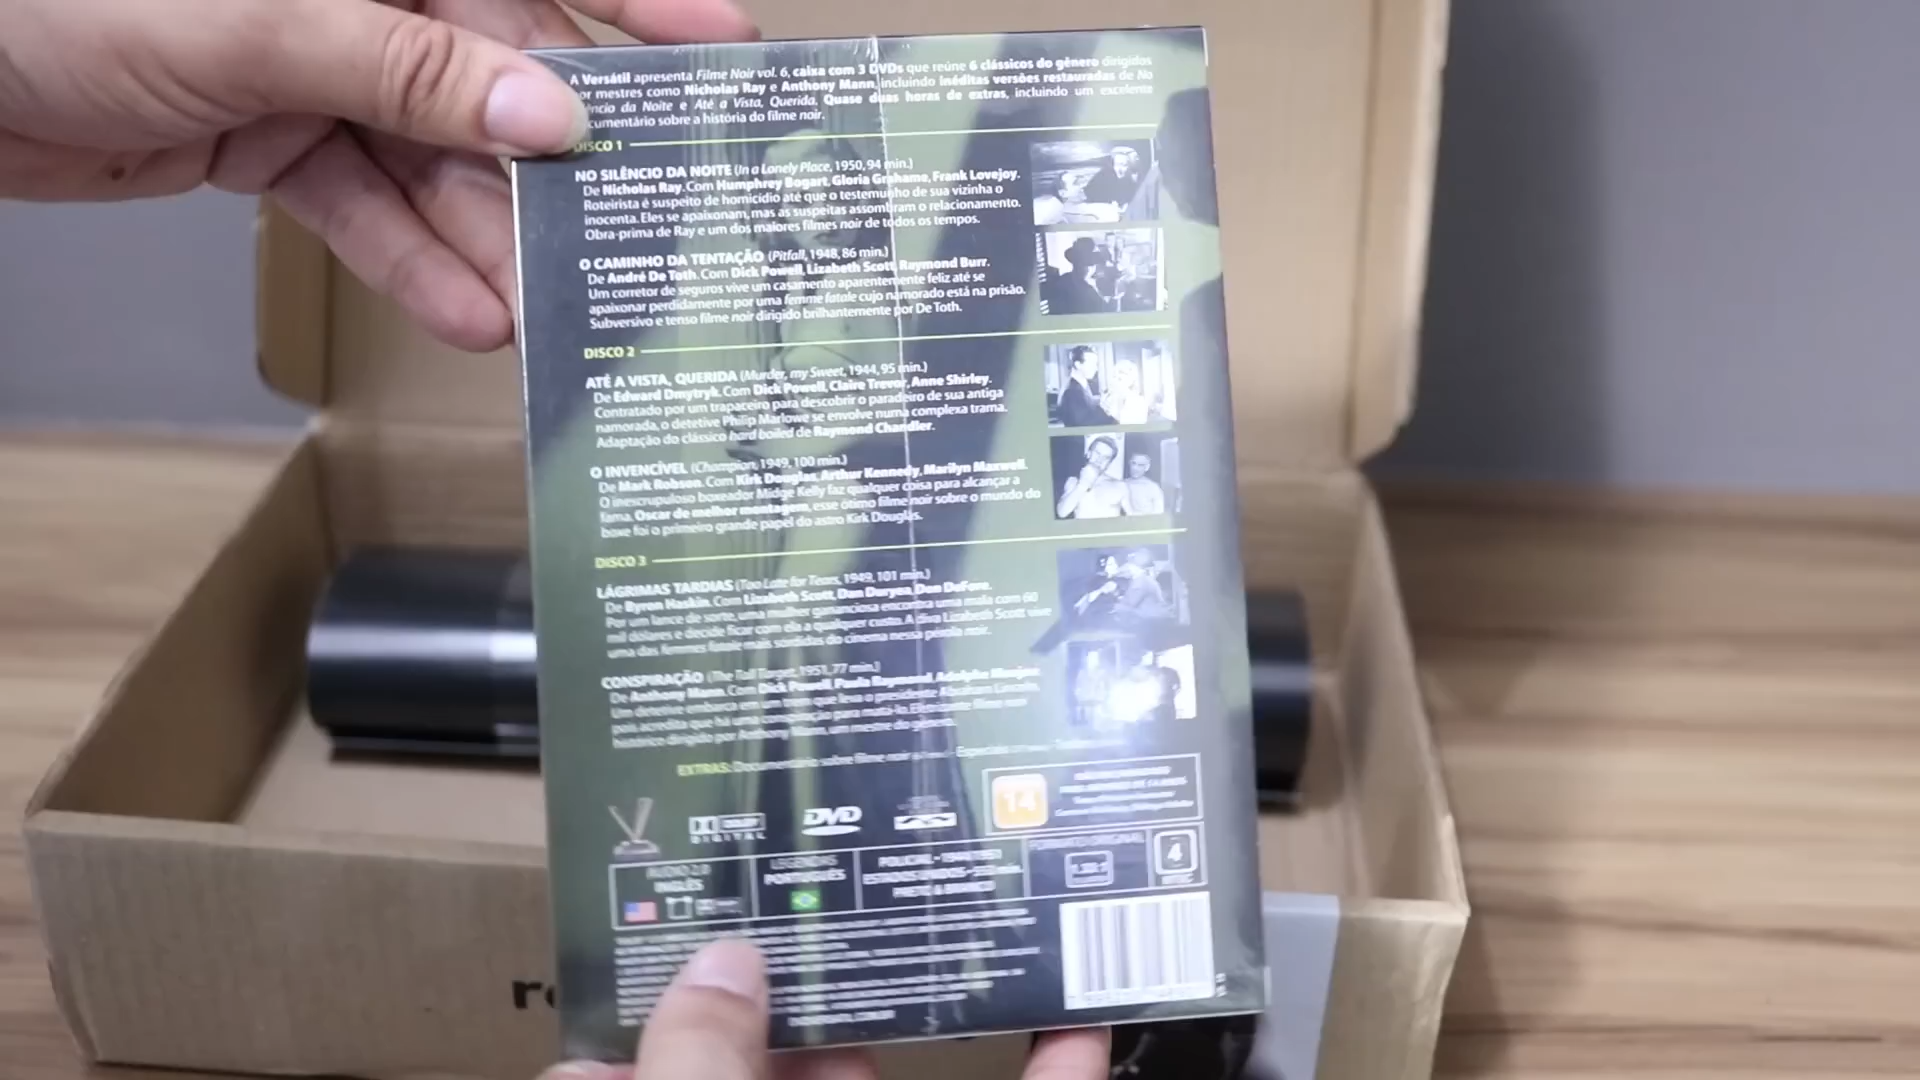 A Versátil apresenta Filme Noir vol. 6, caixa com 3 DVDs que reúne 6 clássicos do gênero dirigidos
or mestres como Nicholas Ray e Anthony Mann, incluindo inéditas versões restauradas de No
ncio da Noite e Até a Vista, Querida. Quase duas horas de extras, incluindo um excelente
cumentário sobre a história do filme noir.
DISCO 1
NO SILÊNCIO DA NOITE (In a Lonely Place, 1950, 94 min.)
De Nicholas Ray. Com Humphrey Bogart, Gloria Grahame, Frank Lovejoy.
Roteirista é suspeito de homicídio até que o testemunho de sua vizinha o
inocenta. Eles se apaixonam, mas as suspeitas assombram o relacionamento.
Obra-prima de Ray e um dos maiores filmes noir de todos os tempos.
O CAMINHO DA TENTAÇÃO (Pitfall, 1948, 86 min.)
De André De Toth. Com Dick Powell, Lizabeth Scott, Raymond Burr.
Um corretor de seguros vive um casamento aparentemente feliz até se
apaixonar perdidamente por uma femme fatale cujo namorado está na prisão.
Subversivo e tenso filme noir dirigido brilhantemente por De Toth.
DISCO 2
ATÉ A VISTA, QUERIDA (Murder, my Sweet, 1944, 95 min.)
De Edward Dmytryk. Com Dick Powell, Claire Trevor, Anne Shirley.
Contratado por um trapaceiro para descobrir o paradeiro de sua antiga
namorada, o detetive Philip Marlowe se envolve numa complexa trama.
Adaptação do clássico hard boiled de Raymond Chandler.
O INVENCÍVEL (Champion, 1949, 100 min.)
De Mark Robson. Com Kirk Douglas, Arthur Kennedy, Marilyn Maxwell.
O inescrupuloso boxeador Midge Kelly faz qualquer coisa para alcançar a
fama. Oscar de melhor montagem, esse ótimo filme noir sobre o mundo do
boxe foi o primeiro grande papel do astro Kirk Douglas.
DISCO 3
LÁGRIMAS TARDIAS (Too Late for Tears, 1949, 101 min.)
De Byron Haskin. Com Lizabeth Scott, Dan Duryea, Don DeFore.
Por um lance de sorte, uma mulher gananciosa encontra uma mala com 60
mil dólares e decide ficar com ela a qualquer custo. A diva Lizabeth Scott vive
uma das femmes fatale mais sórdidas do cinema nessa pérola noir.
CONSPIRAÇÃO (The Tall Target, 1951, 77 min.)
De Anthony Mann. Com Dick Powell, Paula Raymond, Adolphe Menjou.
Um detetive embarca em um trem que leva o presidente Abraham Lincoln,
pois acredita que há uma conspiração para matá-lo. Eletrizante filme noir
histórico dirigido por Anthony Mann, um mestre do gênero.
EXTRAS: Documentário sobre filme noir Especiais
14
DOLBY
DIGITAL
DVD
ÁUDIO 2.0
INGLÊS
LEGENDAS
PORTUGUÊS
POLICIAL - 1944/1951
ESTADOS UNIDOS
PRETO & BRANCO
FORMATO ORIGINAL
4
NTSC